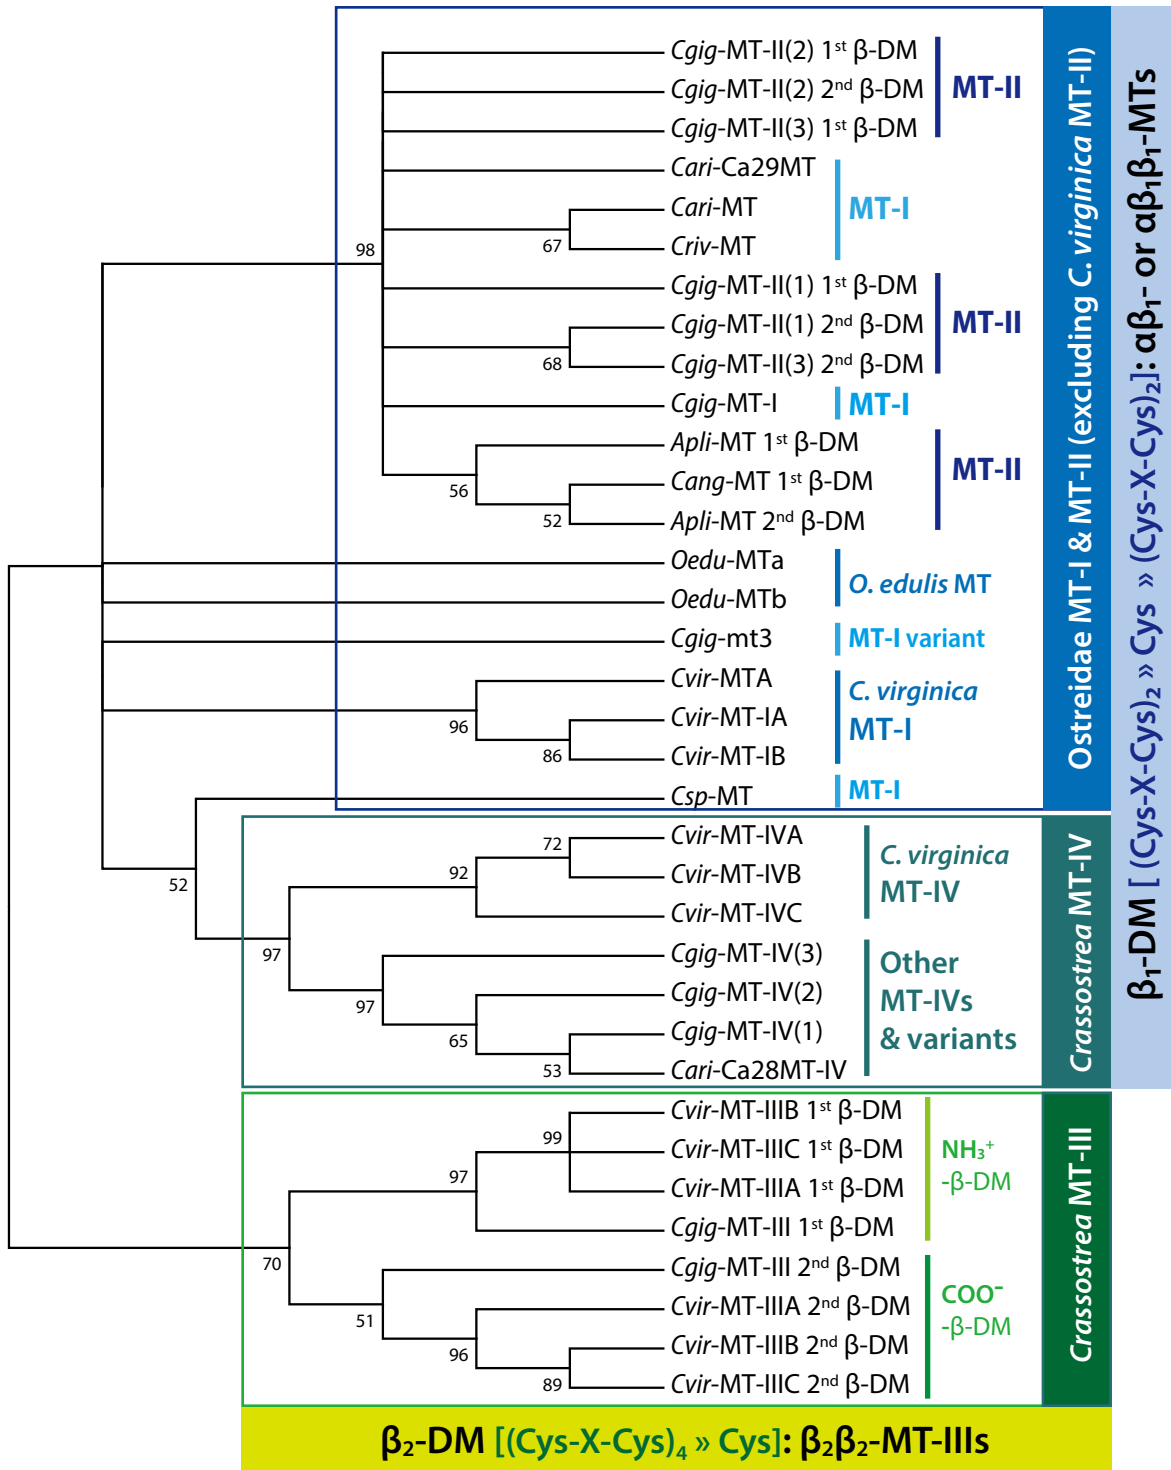 Cgig-MT-II(2) 1st β-DM
Cgig-MT-II(2) 2nd β-DM
Cgig-MT-II(3) 1st β-DM
MT-II
Cari-Ca29MT
Cari-MT
Criv-MT
MT-I
98
67
Cgig-MT-II(1) 1st β-DM
Cgig-MT-II(1) 2nd β-DM
Cgig-MT-II(3) 2nd β-DM
MT-II
68
Cgig-MT-I
MT-I
Apli-MT 1st β-DM
Cang-MT 1st β-DM
Apli-MT 2nd β-DM
MT-II
56
52
Oedu-MTa
Oedu-MTb
O. edulis MT
Cgig-mt3
MT-I variant
Cvir-MTA
Cvir-MT-IA
Cvir-MT-IB
C. virginica
MT-I
96
86
Csp-MT
MT-I
Ostreidae MT-I & MT-II (excluding C. virginica MT-II)
Cvir-MT-IVA
Cvir-MT-IVB
Cvir-MT-IVC
C. virginica
MT-IV
72
92
52
97
Cgig-MT-IV(3)
Cgig-MT-IV(2)
Cgig-MT-IV(1)
Cari-Ca28MT-IV
Other
MT-IVs
& variants
97
65
53
Crassostrea MT-IV
β₁-DM [ (Cys-X-Cys)₂ » Cys » (Cys-X-Cys)₂]: αβ₁- or αβ₁β₁-MTs
Cvir-MT-IIIB 1st β-DM
Cvir-MT-IIIC 1st β-DM
Cvir-MT-IIIA 1st β-DM
Cgig-MT-III 1st β-DM
NH₃⁺
-β-DM
99
97
70
Cgig-MT-III 2nd β-DM
Cvir-MT-IIIA 2nd β-DM
Cvir-MT-IIIB 2nd β-DM
Cvir-MT-IIIC 2nd β-DM
COO⁻
-β-DM
51
96
89
Crassostrea MT-III
β₂-DM [(Cys-X-Cys)₄ » Cys]: β₂β₂-MT-IIIs